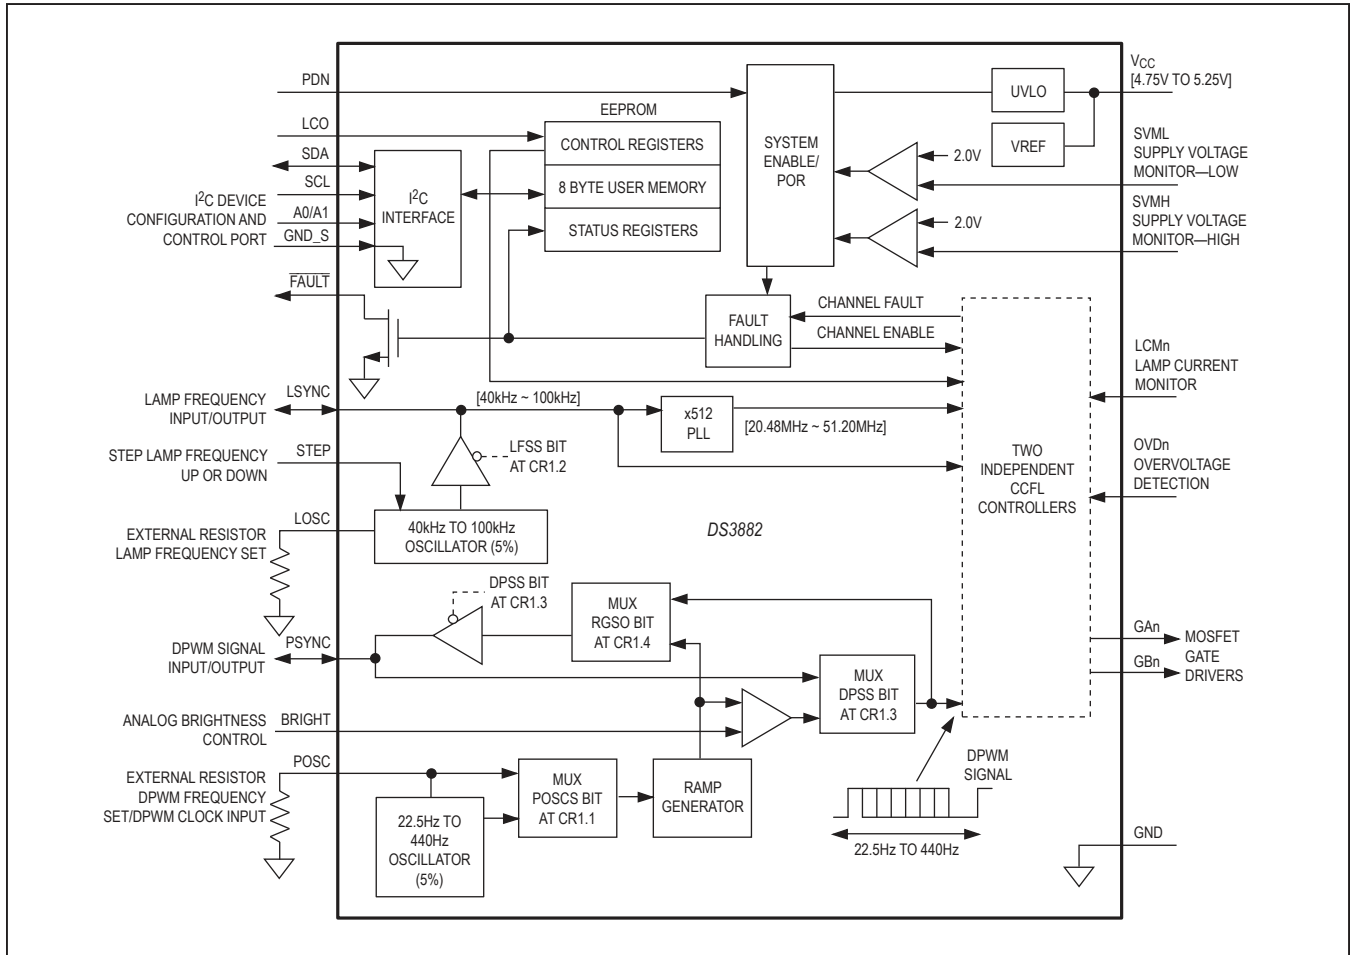 PDN
LCO
SDA
SCL
I²C DEVICE
CONFIGURATION AND
CONTROL PORT
A0/A1
GND_S
FAULT
I²C
INTERFACE
EEPROM
CONTROL REGISTERS
8 BYTE USER MEMORY
STATUS REGISTERS
SYSTEM
ENABLE/
POR
UVLO
VREF
2.0V
2.0V
VCC
[4.75V TO 5.25V]
SVML
SUPPLY VOLTAGE
MONITOR—LOW
SVMH
SUPPLY VOLTAGE
MONITOR—HIGH
FAULT
HANDLING
CHANNEL FAULT
CHANNEL ENABLE
LCMn
LAMP CURRENT
MONITOR
LSYNC
LAMP FREQUENCY
INPUT/OUTPUT
[40kHz ~ 100kHz]
x512
PLL
[20.48MHz ~ 51.20MHz]
LFSS BIT
AT CR1.2
STEP
STEP LAMP FREQUENCY
UP OR DOWN
TWO
INDEPENDENT
CCFL
CONTROLLERS
OVDn
OVERVOLTAGE
DETECTION
LOSC
EXTERNAL RESISTOR
LAMP FREQUENCY SET
40kHz TO 100kHz
OSCILLATOR (5%)
DS3882
DPSS BIT
AT CR1.3
MUX
RGSO BIT
AT CR1.4
PSYNC
DPWM SIGNAL
INPUT/OUTPUT
MUX
DPSS BIT
AT CR1.3
GAn
GBn
MOSFET
GATE
DRIVERS
ANALOG BRIGHTNESS
CONTROL
BRIGHT
POSC
EXTERNAL RESISTOR
DPWM FREQUENCY
SET/DPWM CLOCK INPUT
22.5Hz TO
440Hz
OSCILLATOR
(5%)
MUX
POSCS BIT
AT CR1.1
RAMP
GENERATOR
DPWM
SIGNAL
22.5Hz TO 440Hz
GND